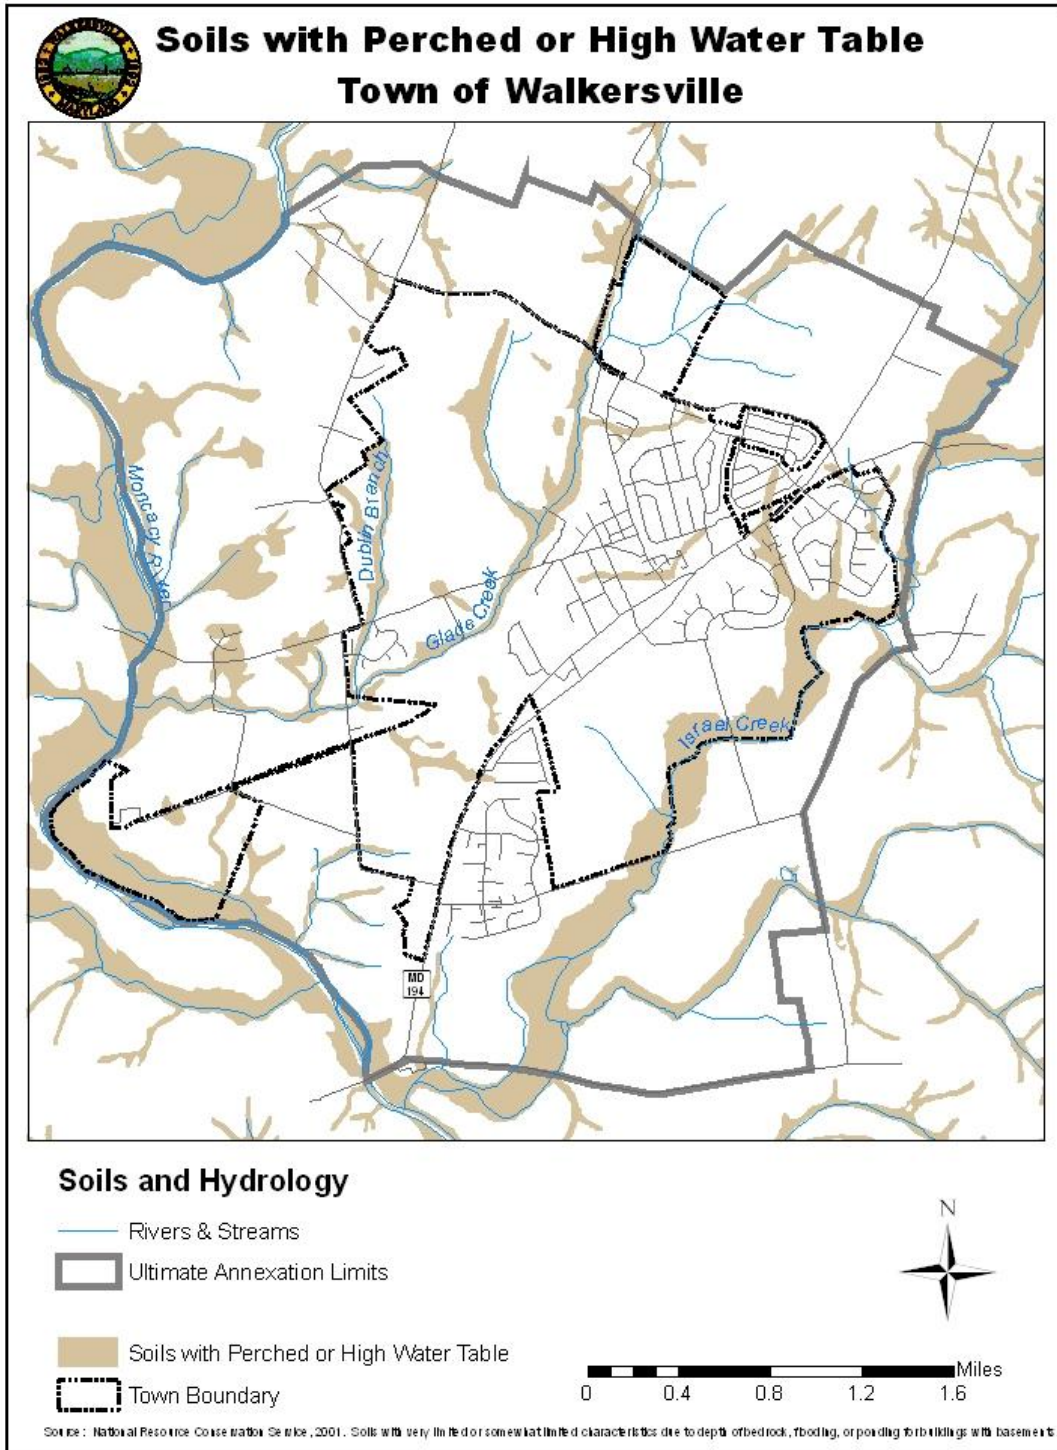 Soils with Perched or High Water Table
Town of Walkersville
MARYLAND
Monocacy River
Dublin Branch
Glade Creek
Israel Creek
MD
194
Soils and Hydrology
Rivers & Streams
Ultimate Annexation Limits
Soils with Perched or High Water Table
Town Boundary
N
Miles
0 0.4 0.8 1.2 1.6
Source: National Resource Conservation Service, 2001. Soils with very limited or somewhat limited characteristics due to depth of bedrock, flooding, or ponding for buildings with basements